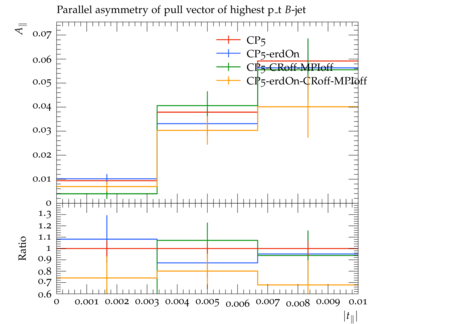 Parallel asymmetry of pull vector of highest p_t B-jet
A∥
CP5
CP5-erdOn
CP5-CRoff-MPIoff
CP5-erdOn-CRoff-MPIoff
0.07
0.06
0.05
0.04
0.03
0.02
0.01
0
Ratio
1.3
1.2
1.1
1
0.9
0.8
0.7
0.6
0 0.001 0.002 0.003 0.004 0.005 0.006 0.007 0.008 0.009 0.01
|t∥|